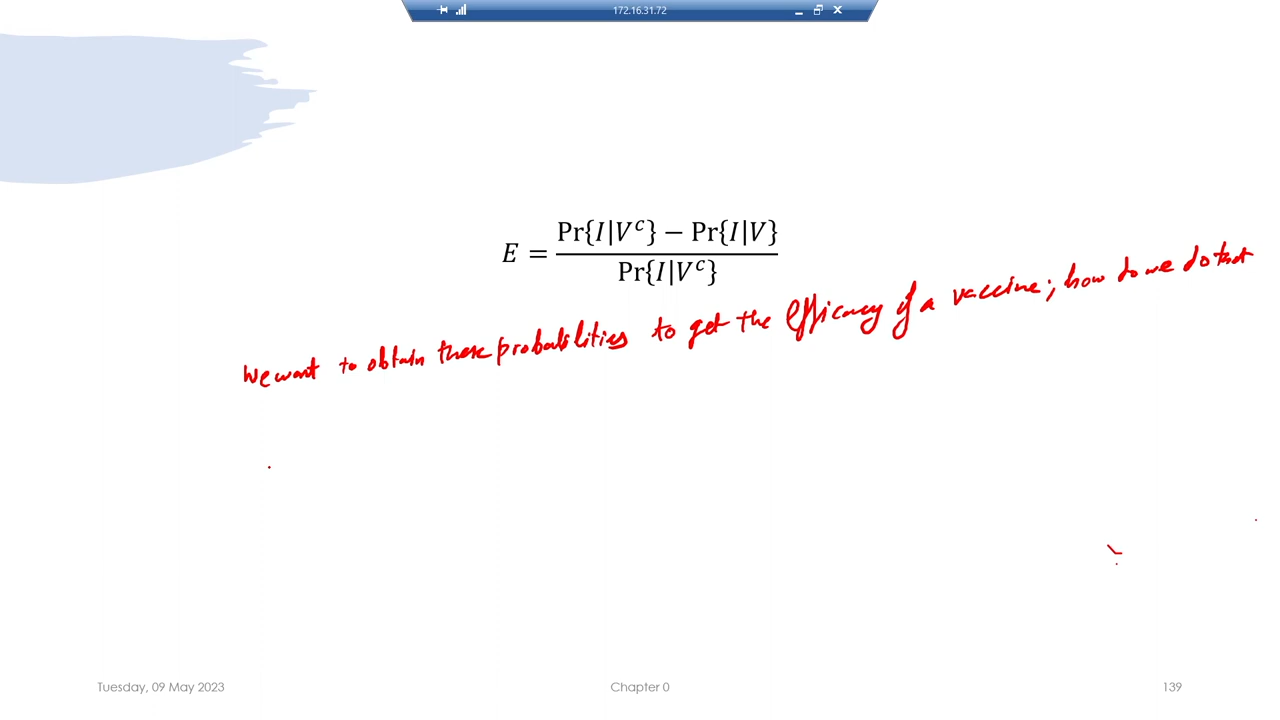 172.16.31.72
E = \frac{Pr{I|V^c} − Pr{I|V}}{Pr{I|V^c}}
We want to obtain these probabilities to get the efficacy of a vaccine; how do we do that
Tuesday, 09 May 2023
Chapter 0
139